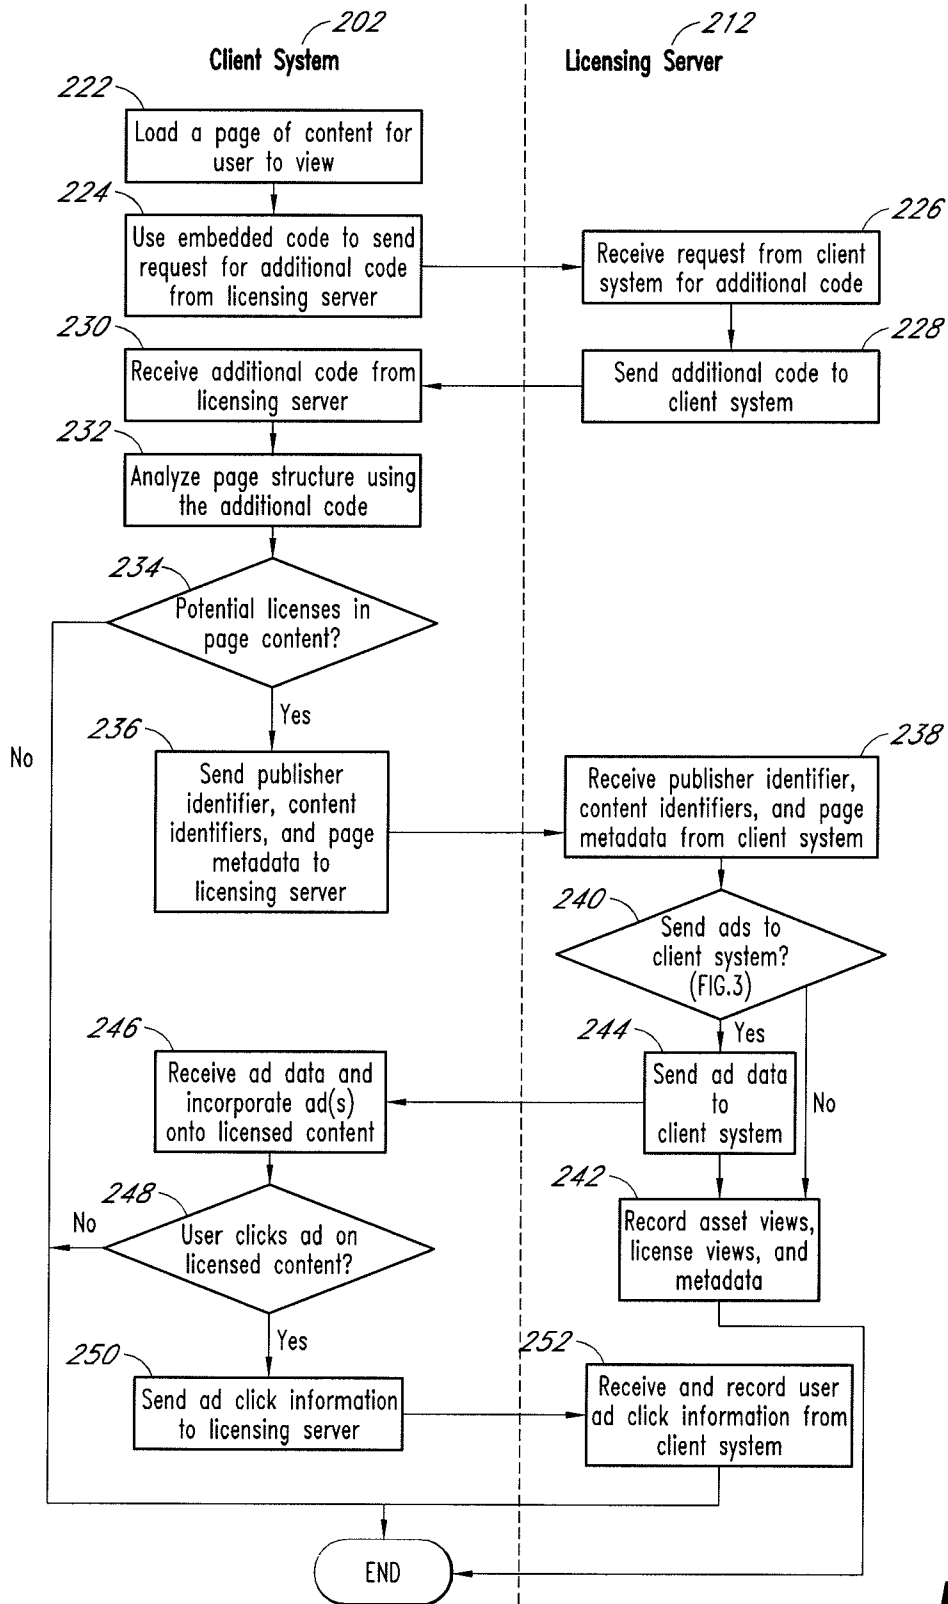 202
212
Client System
Licensing Server
222
Load a page of content for
user to view
224
Use embedded code to send
request for additional code
from licensing server
226
Receive request from client
system for additional code
228
Send additional code to
client system
230
Receive additional code from
licensing server
232
Analyze page structure using
the additional code
234
Potential licenses in
page content?
Yes
No
236
Send publisher
identifier, content
identifiers, and page
metadata to
licensing server
238
Receive publisher identifier,
content identifiers, and page
metadata from client system
240
Send ads to
client system?
(FIG.3)
Yes
No
244
Send ad data
to
client system
246
Receive ad data and
incorporate ad(s)
onto licensed content
242
Record asset views,
license views, and
metadata
248
User clicks ad on
licensed content?
No
Yes
250
Send ad click information
to licensing server
252
Receive and record user
ad click information from
client system
END